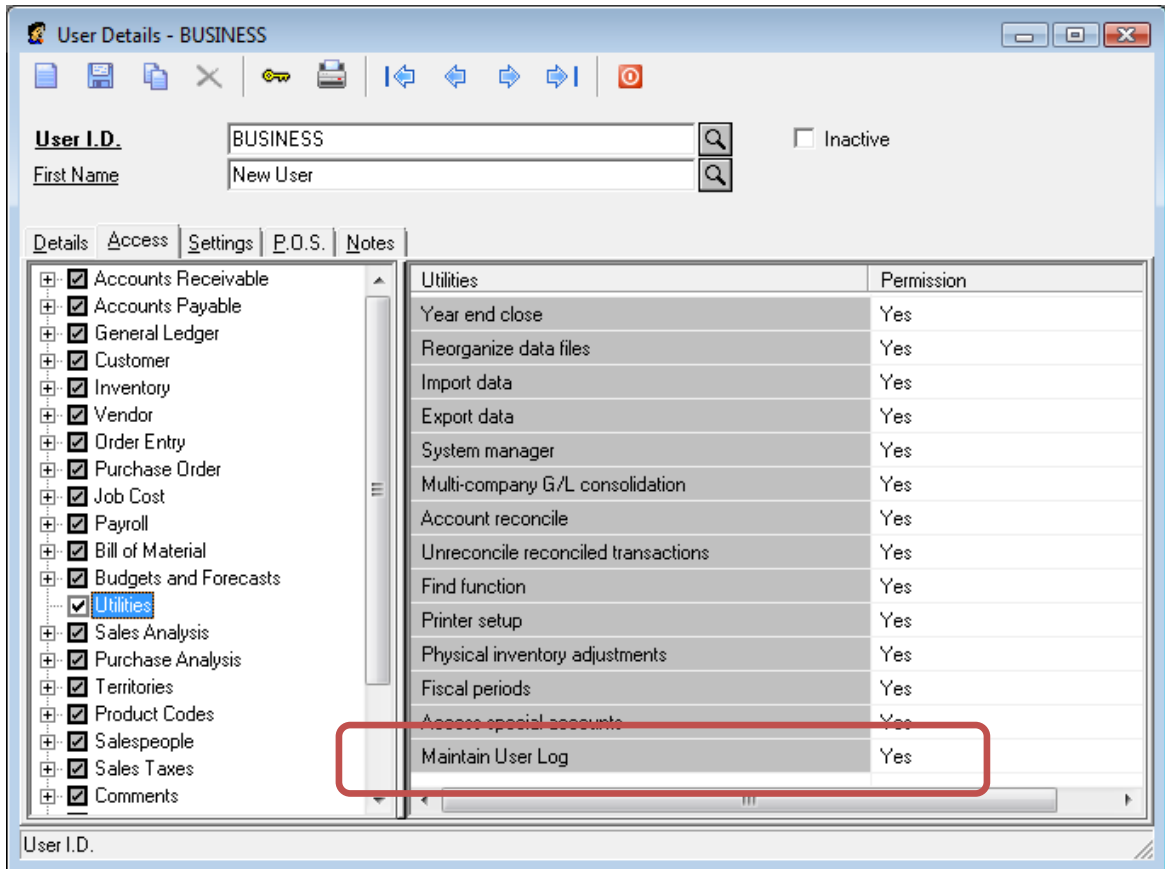 User Details - BUSINESS
User I.D. BUSINESS Inactive
First Name New User
Details Access Settings P.O.S. Notes
Accounts Receivable
Accounts Payable
General Ledger
Customer
Inventory
Vendor
Order Entry
Purchase Order
Job Cost
Payroll
Bill of Material
Budgets and Forecasts
Utilities
Sales Analysis
Purchase Analysis
Territories
Product Codes
Salespeople
Sales Taxes
Comments
Utilities Permission
Year end close Yes
Reorganize data files Yes
Import data Yes
Export data Yes
System manager Yes
Multi-company G/L consolidation Yes
Account reconcile Yes
Unreconcile reconciled transactions Yes
Find function Yes
Printer setup Yes
Physical inventory adjustments Yes
Fiscal periods Yes
Access special accounts Yes
Maintain User Log Yes
User I.D.